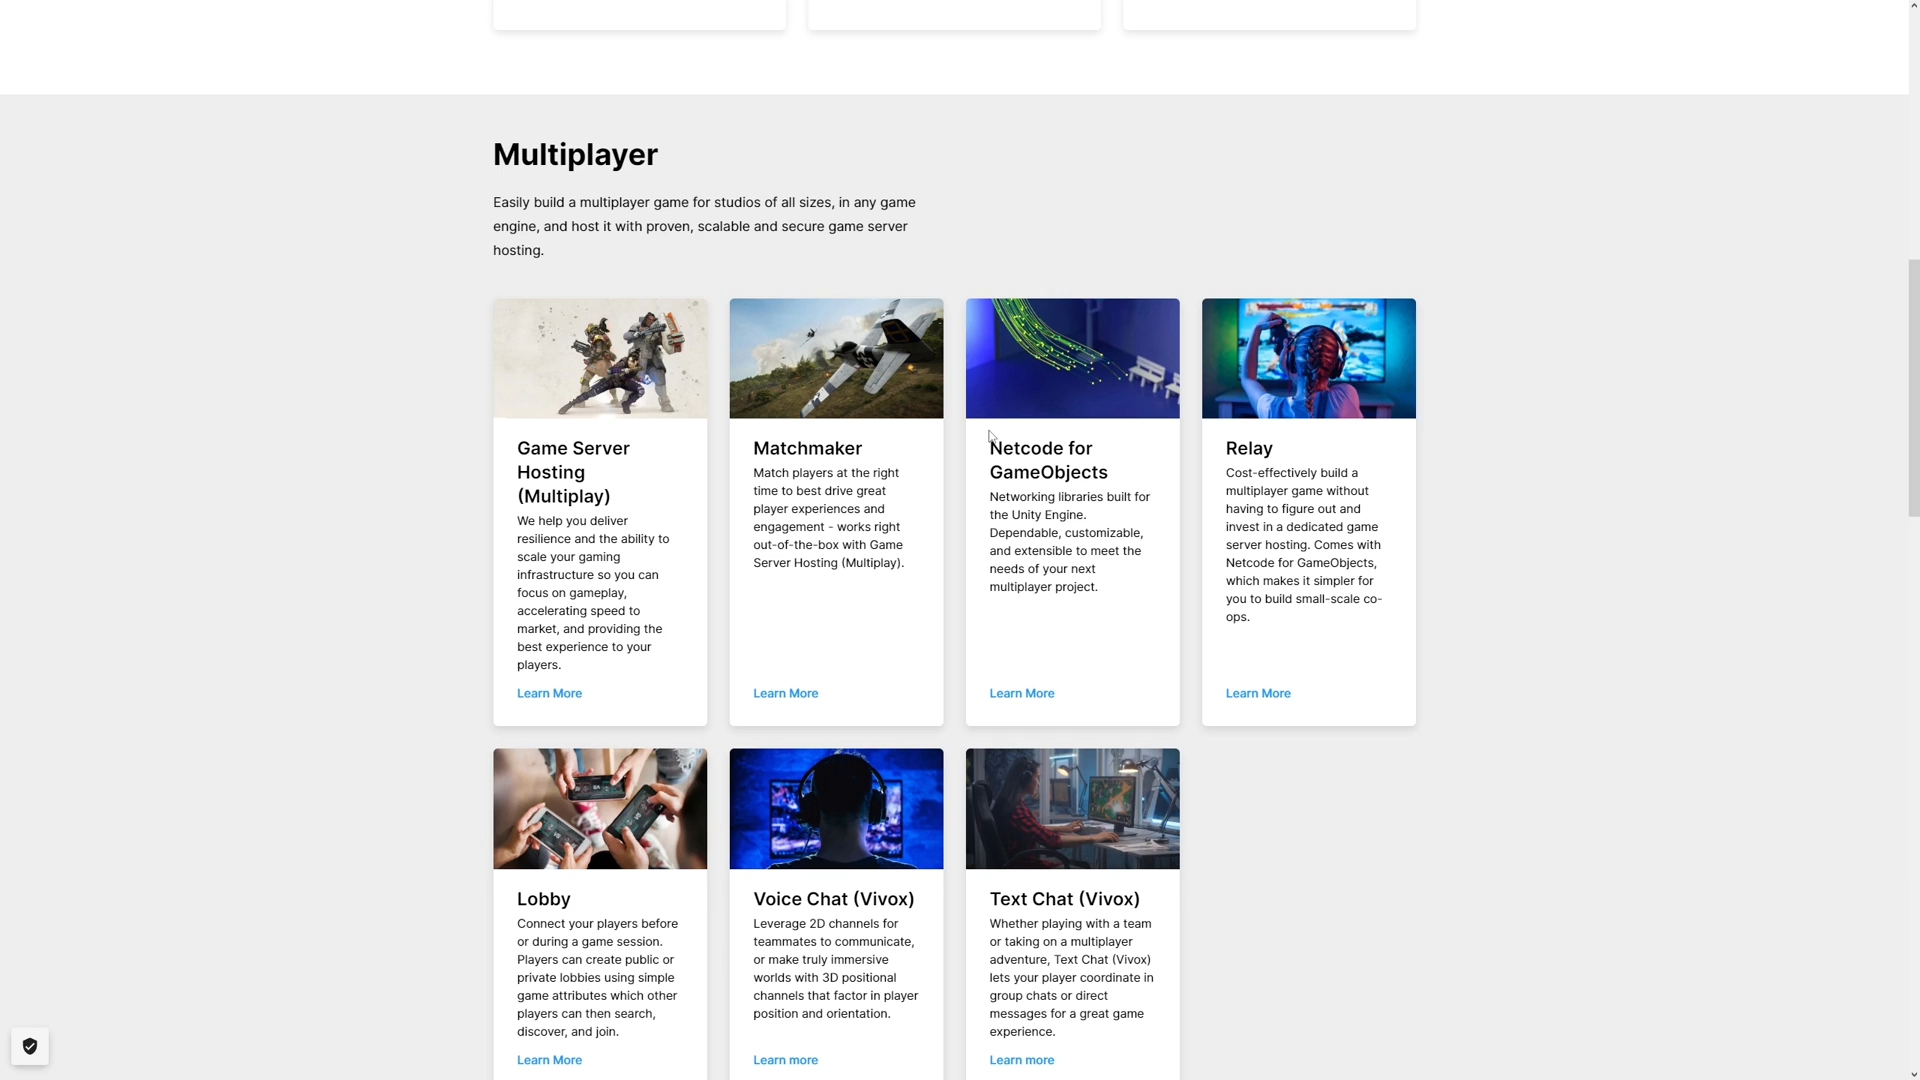 Multiplayer
Easily build a multiplayer game for studios of all sizes, in any game
engine, and host it with proven, scalable and secure game server
hosting.
Game Server
Hosting
(Multiplay)
We help you deliver
resilience and the ability to
scale your gaming
infrastructure so you can
focus on gameplay,
accelerating speed to
market, and providing the
best experience to your
players.
Learn More
Matchmaker
Match players at the right
time to best drive great
player experiences and
engagement - works right
out-of-the-box with Game
Server Hosting (Multiplay).
Learn More
Netcode for
GameObjects
Networking libraries built for
the Unity Engine.
Dependable, customizable,
and extensible to meet the
needs of your next
multiplayer project.
Learn More
Relay
Cost-effectively build a
multiplayer game without
having to figure out and
invest in a dedicated game
server hosting. Comes with
Netcode for GameObjects,
which makes it simpler for
you to build small-scale co-
ops.
Learn More
Lobby
Connect your players before
or during a game session.
Players can create public or
private lobbies using simple
game attributes which other
players can then search,
discover, and join.
Learn More
Voice Chat (Vivox)
Leverage 2D channels for
teammates to communicate,
or make truly immersive
worlds with 3D positional
channels that factor in player
position and orientation.
Learn more
Text Chat (Vivox)
Whether playing with a team
or taking on a multiplayer
adventure, Text Chat (Vivox)
lets your player coordinate in
group chats or direct
messages for a great game
experience.
Learn more